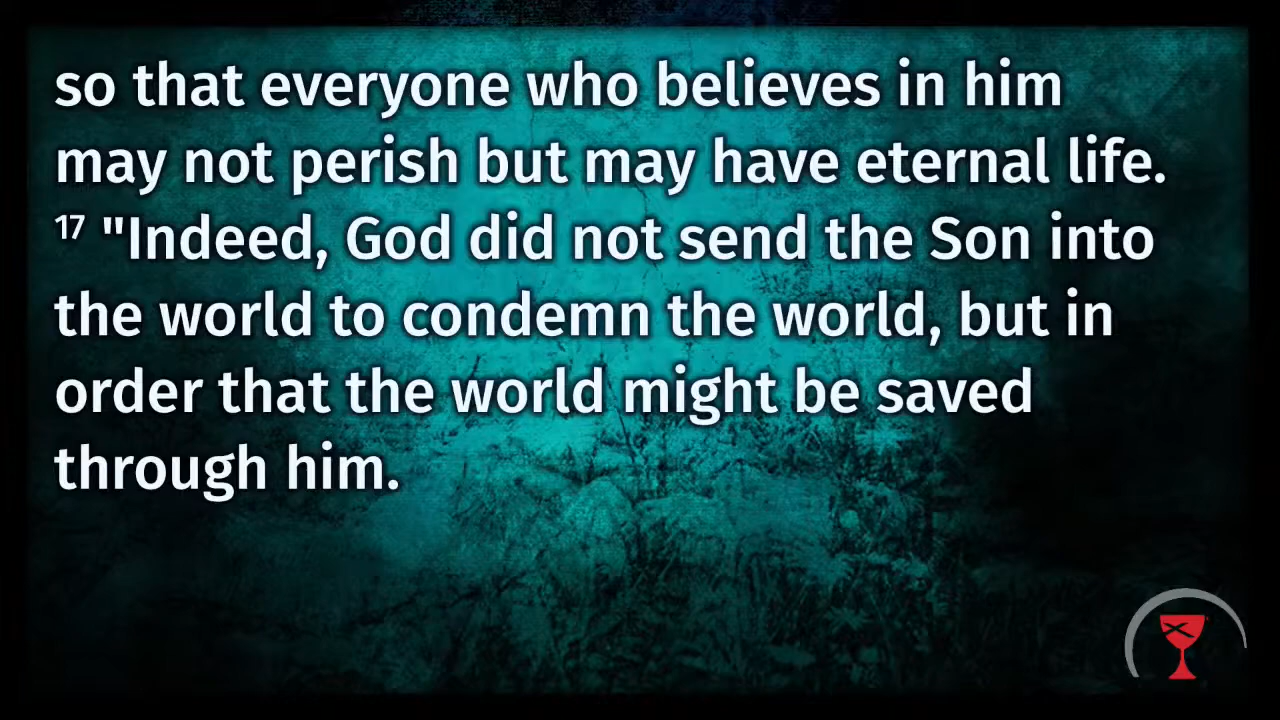 so that everyone who believes in him
may not perish but may have eternal life.
17 "Indeed, God did not send the Son into
the world to condemn the world, but in
order that the world might be saved
through him.